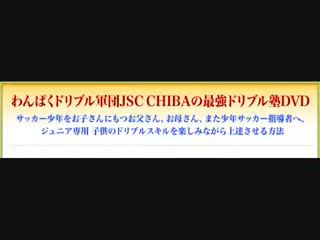 わんぱくドリブル軍団JSC CHIBAの最強ドリブル塾DVD
サッカー少年をお子さんにもつお父さん、お母さん、また少年サッカー指導者へ、
ジュニア専用 子供のドリブルスキルを楽しみながら上達させる方法